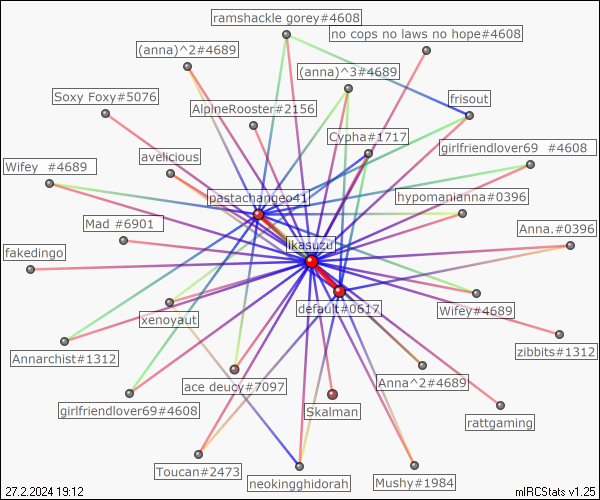 ramshackle gorey#4608
no cops no laws no hope#4608
(anna)^2#4689
(anna)^3#4689
Soxy Foxy#5076
AlpineRooster#2156
frisout
Cypha#1717
girlfriendlover69 #4608
avelicious
Wifey #4689
pastachangeo41
hypomanianna#0396
Mad #6901
Anna.#0396
ikasuzu
fakedingo
default#0617
Wifey#4689
xenoyaut
zibbits#1312
Annarchist#1312
ace deucy#7097
Anna^2#4689
girlfriendlover69#4608
Skalman
rattgaming
Toucan#2473
neokingghidorah
Mushy#1984
27.2.2024 19:12
mIRCStats v1.25